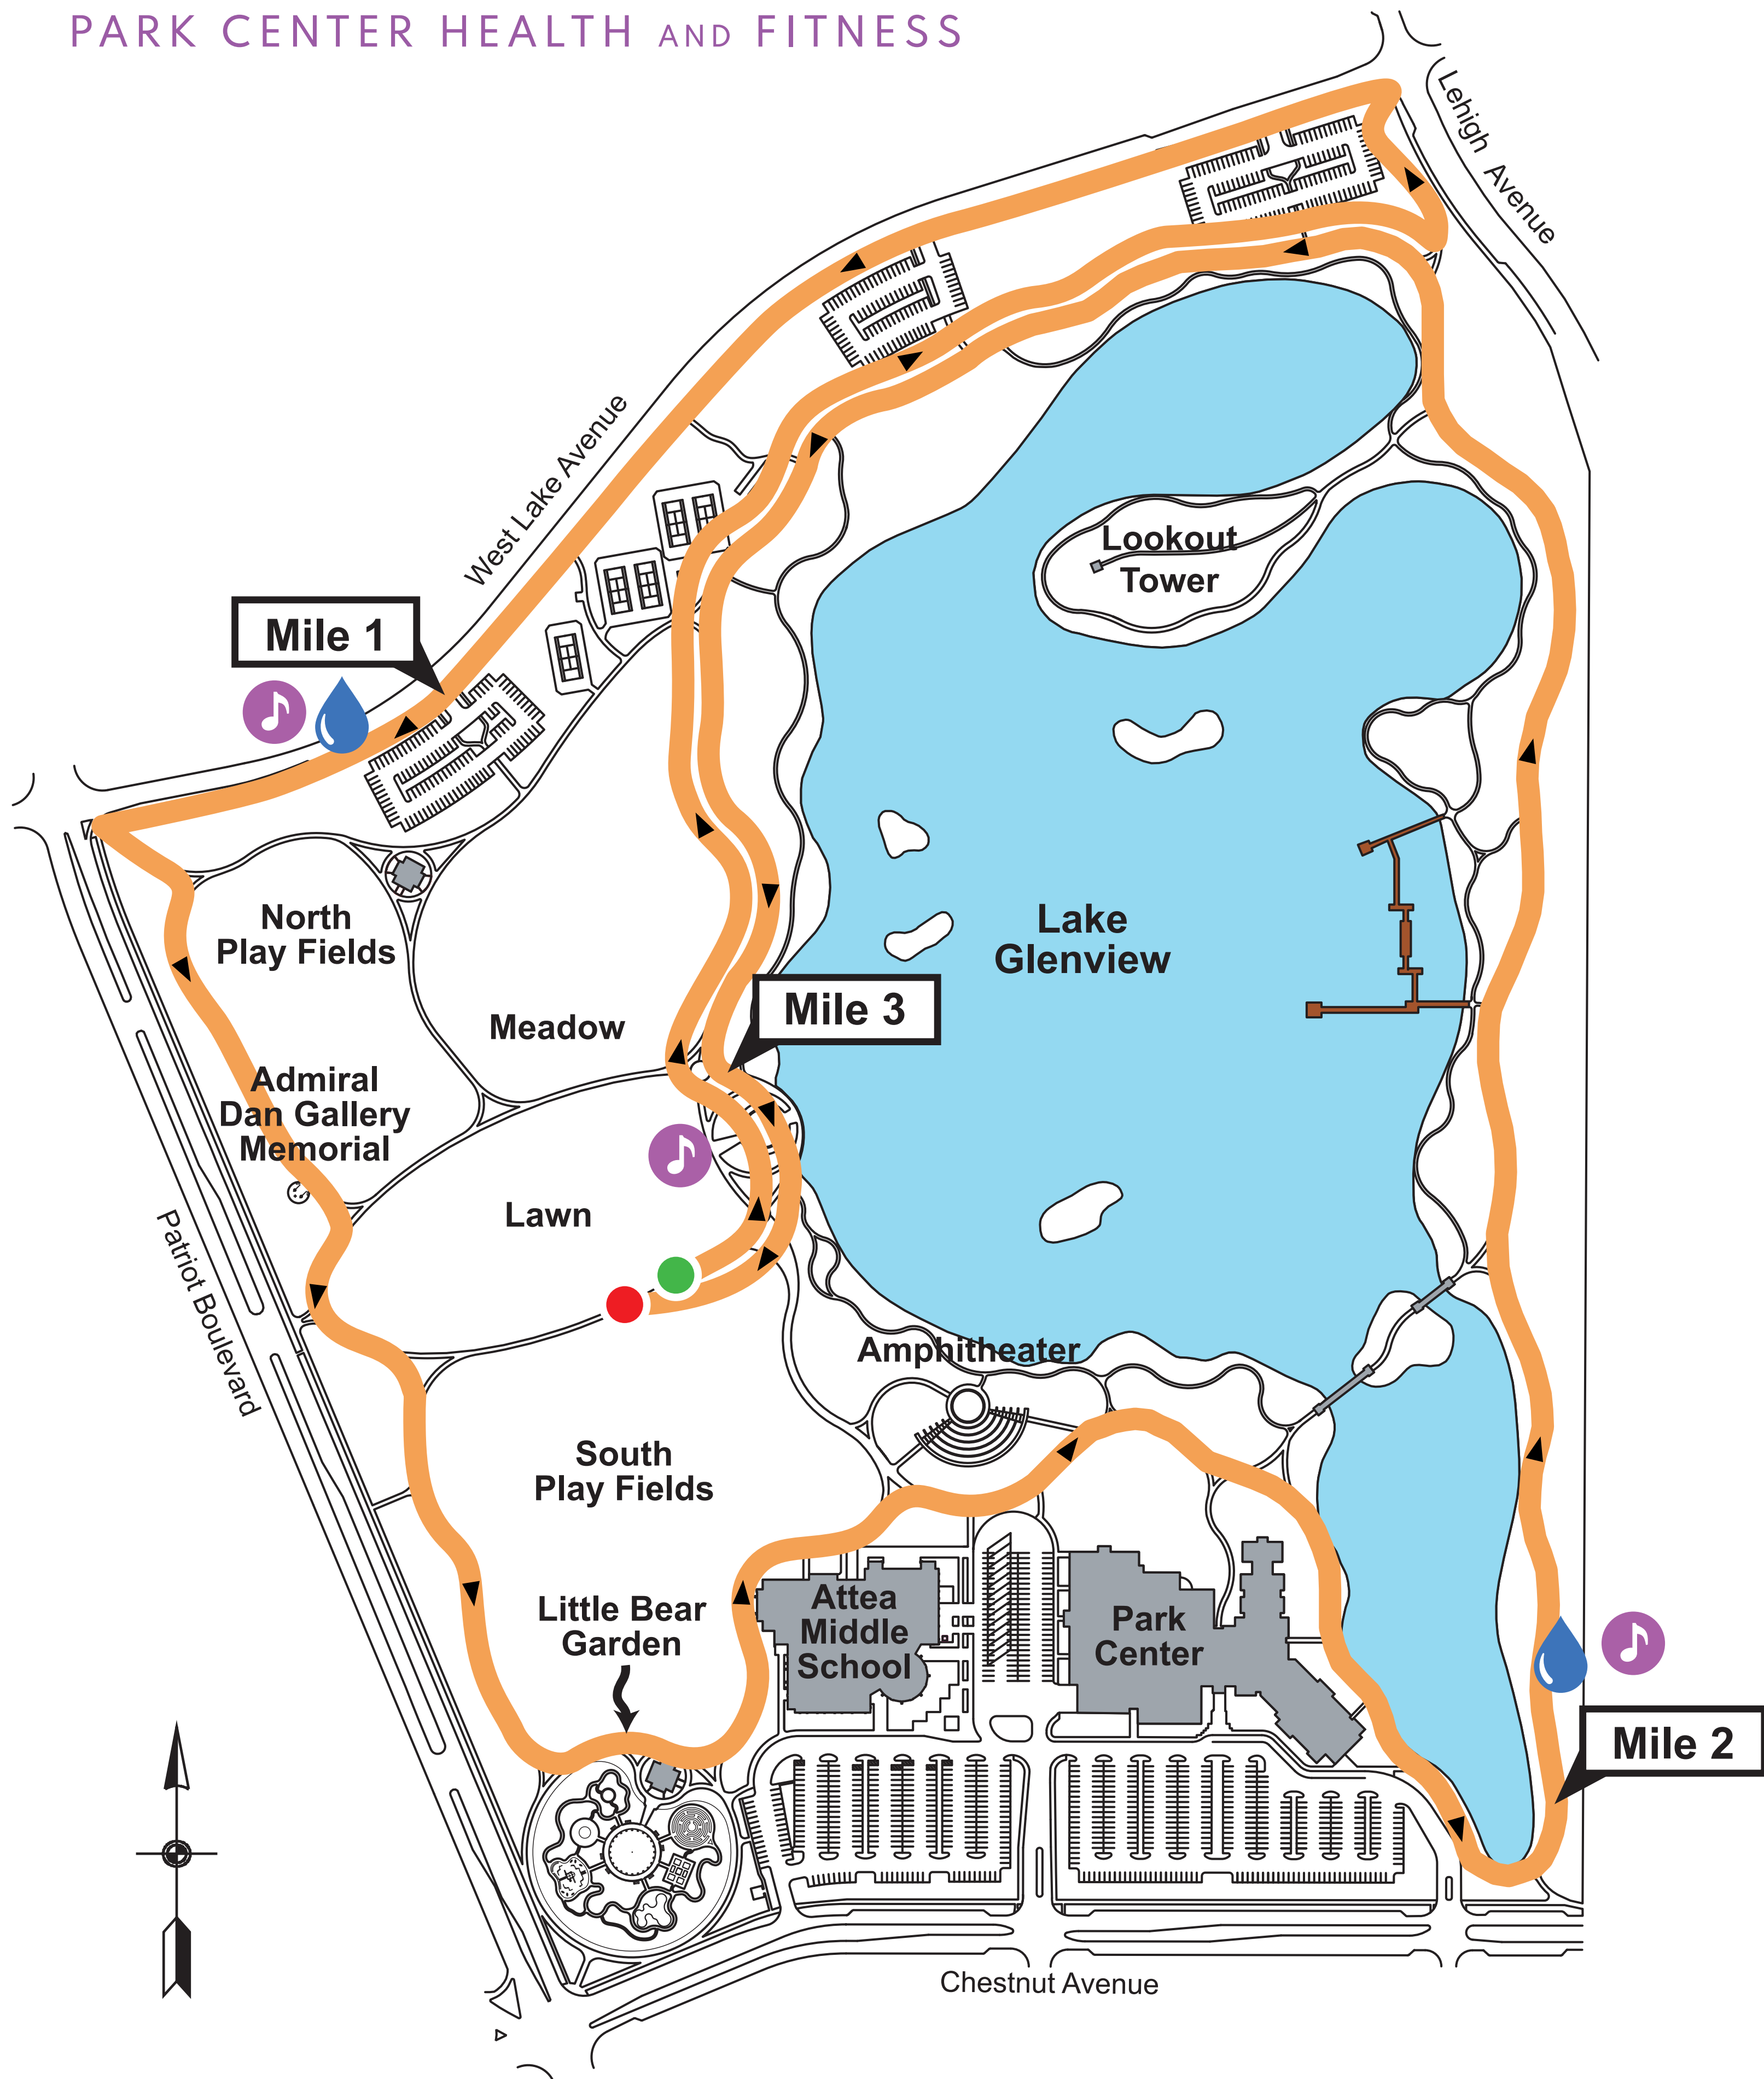 PARK CENTER HEALTH AND FITNESS
Lehigh Avenue
West Lake Avenue
Lookout
Tower
Mile 1
North
Play Fields
Lake
Glenview
Mile 3
Meadow
Admiral
Dan Gallery
Memorial
Lawn
Patriot Boulevard
Amphitheater
South
Play Fields
Little Bear
Garden
Attea
Middle
School
Park
Center
Mile 2
Chestnut Avenue